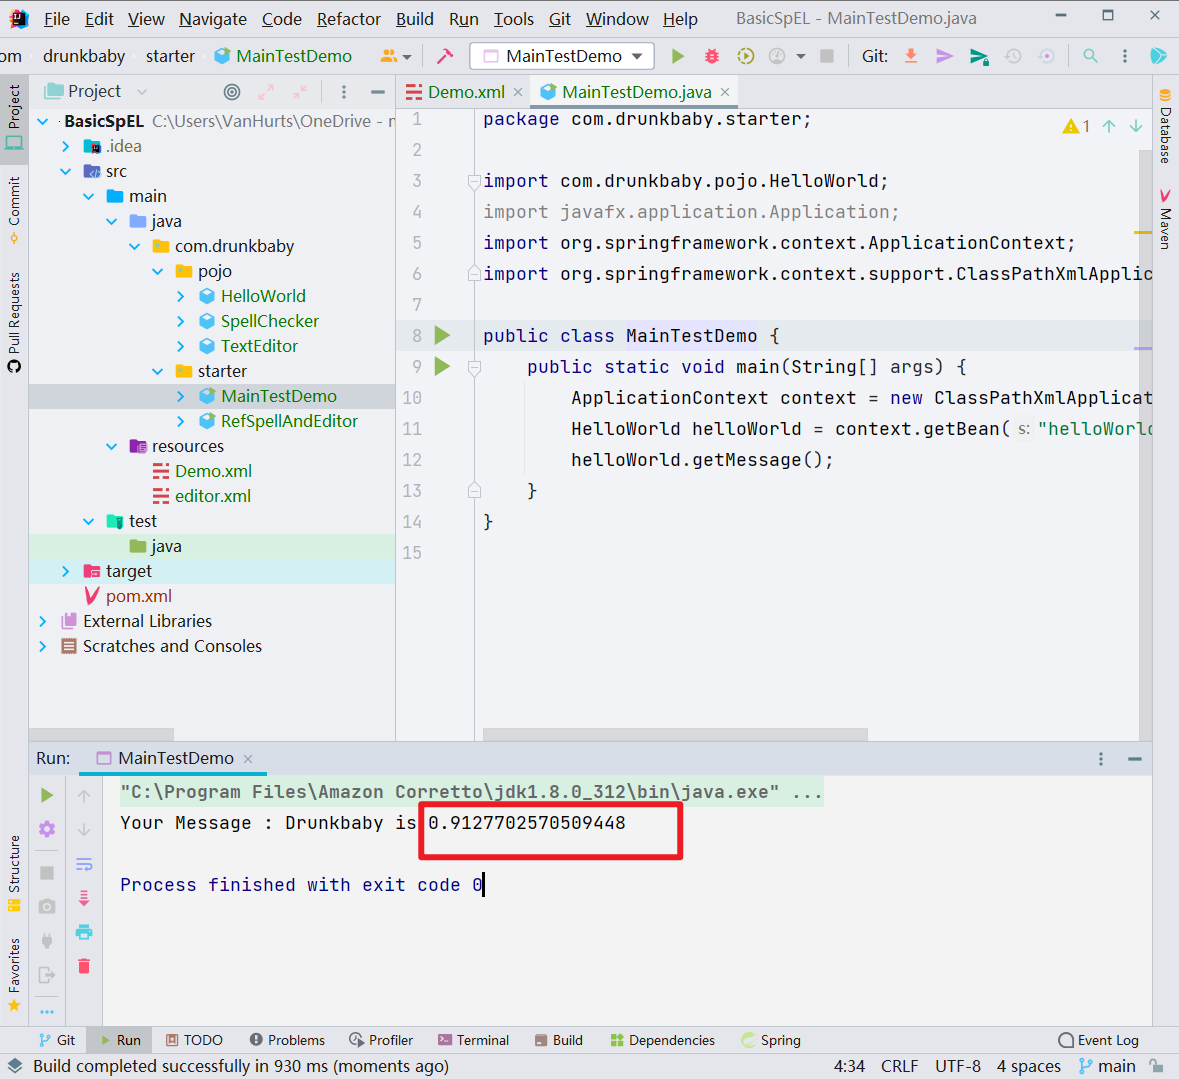 File Edit View Navigate Code Refactor Build Run Tools Git Window Help BasicSpEL - MainTestDemo.java
om drunkbaby starter MainTestDemo MainTestDemo Git:
Project
Demo.xml MainTestDemo.java
BasicSpEL C:\Users\VanHurts\OneDrive - n
.idea
src
main
java
com.drunkbaby
pojo
HelloWorld
SpellChecker
TextEditor
starter
MainTestDemo
RefSpellAndEditor
resources
Demo.xml
editor.xml
test
java
target
pom.xml
External Libraries
Scratches and Consoles
1 package com.drunkbaby.starter;
1
2
3 import com.drunkbaby.pojo.HelloWorld;
4 import javafx.application.Application;
5 import org.springframework.context.ApplicationContext;
6 import org.springframework.context.support.ClassPathXmlApplic
7
8 public class MainTestDemo {
9 public static void main(String[] args) {
10 ApplicationContext context = new ClassPathXmlApplicat
11 HelloWorld helloWorld = context.getBean( s: "helloWorld
12 helloWorld.getMessage();
13 }
14 }
15
Project
Commit
Pull Requests
Structure
Favorites
Database
Maven
Run: MainTestDemo
"C:\Program Files\Amazon Corretto\jdk1.8.0_312\bin\java.exe" ...
Your Message : Drunkbaby is 0.9127702570509448
Process finished with exit code 0
Git Run TODO Problems Profiler Terminal Build Dependencies Spring Event Log
Build completed successfully in 930 ms (moments ago) 4:34 CRLF UTF-8 4 spaces main